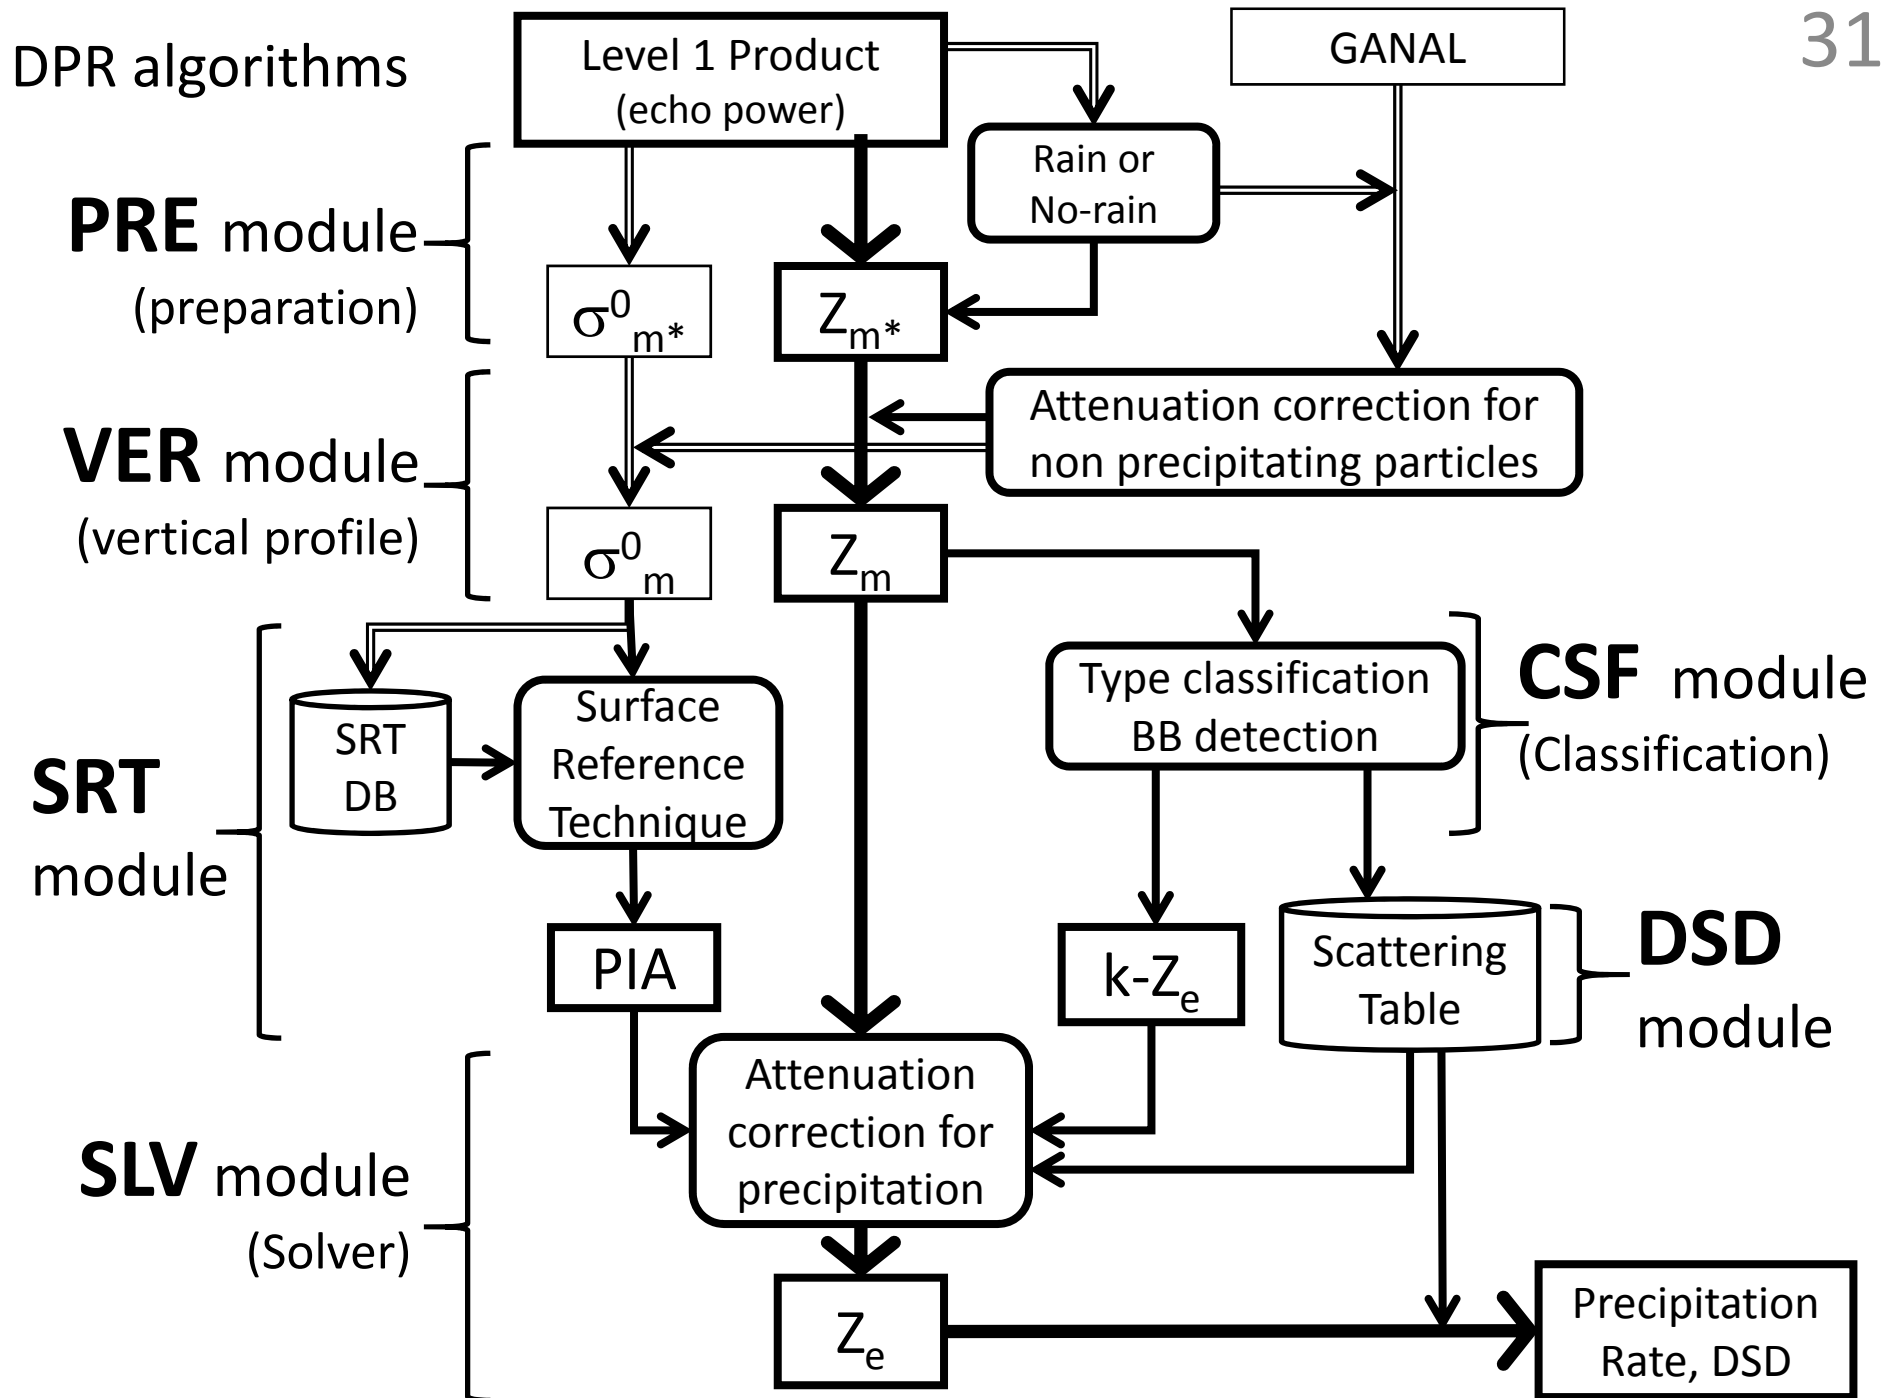 DPR algorithms
31
Level 1 Product
(echo power)
GANAL
Rain or
No-rain
PRE module
(preparation)
σ⁰ₘ*
Zₘ*
Attenuation correction for
non precipitating particles
VER module
(vertical profile)
σ⁰ₘ
Zₘ
Type classification
BB detection
CSF module
(Classification)
SRT
DB
Surface
Reference
Technique
SRT
module
PIA
k-Zₑ
Scattering
Table
DSD
module
Attenuation
correction for
precipitation
SLV module
(Solver)
Zₑ
Precipitation
Rate, DSD